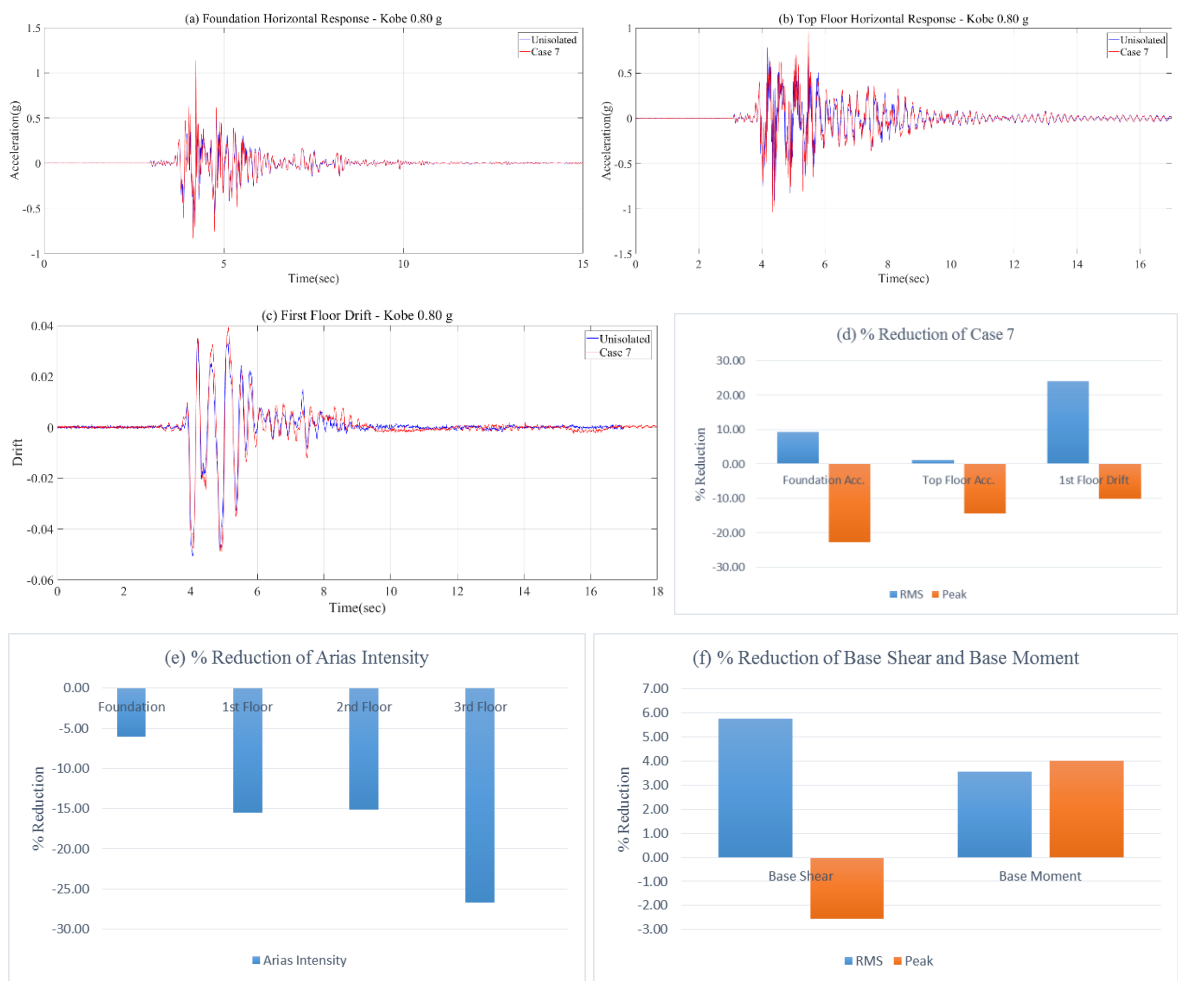 (a) Foundation Horizontal Response - Kobe 0.80 g
1.5
1
0.5
0
-0.5
-1
Acceleration(g)
0
5
10
15
Time(sec)
Unisolated
Case 7
(b) Top Floor Horizontal Response - Kobe 0.80 g
1
0.5
0
-0.5
-1
-1.5
Acceleration(g)
0
2
4
6
8
10
12
14
16
Time(sec)
Unisolated
Case 7
(c) First Floor Drift - Kobe 0.80 g
0.04
0.02
0
-0.02
-0.04
-0.06
Drift
0
2
4
6
8
10
12
14
16
18
Time(sec)
Unisolated
Case 7
(d) % Reduction of Case 7
30.00
20.00
10.00
0.00
-10.00
-20.00
-30.00
% Reduction
Foundation Acc.
Top Floor Acc.
1st Floor Drift
RMS
Peak
(e) % Reduction of Arias Intensity
0.00
-5.00
-10.00
-15.00
-20.00
-25.00
-30.00
% Reduction
Foundation
1st Floor
2nd Floor
3rd Floor
Arias Intensity
(f) % Reduction of Base Shear and Base Moment
7.00
6.00
5.00
4.00
3.00
2.00
1.00
0.00
-1.00
-2.00
-3.00
% Reduction
Base Shear
Base Moment
RMS
Peak